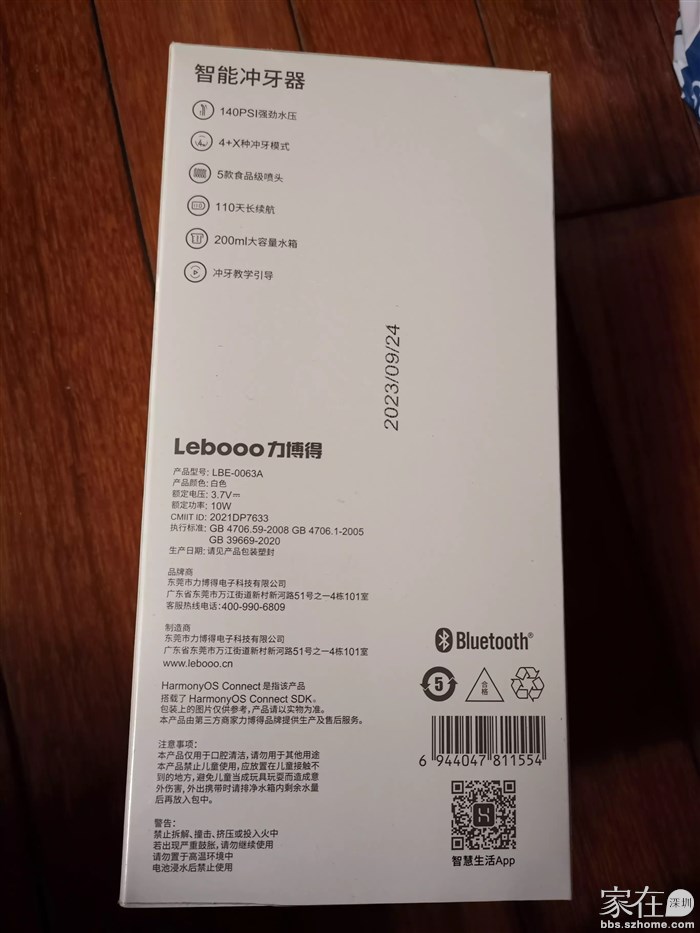 智能冲牙器
140PSI强劲水压
4+X种冲牙模式
5款食品级喷头
110天长续航
200ml大容量水箱
冲牙教学引导
2023/09/24
Lebooo力博得
产品型号: LBE-0063A
产品颜色: 白色
额定电压: 3.7V⎓
额定功率: 10W
CMIIT ID: 2021DP7633
执行标准: GB 4706.59-2008 GB 4706.1-2005
GB 39669-2020
生产日期: 请见产品包装塑封
品牌商
东莞市力博得电子科技有限公司
广东省东莞市万江街道新村新河路51号之一4栋101室
客服热线电话:400-990-6809
制造商
东莞市力博得电子科技有限公司
广东省东莞市万江街道新村新河路51号之一4栋101室
www.lebooo.cn
HarmonyOS Connect 是指该产品
搭载了 HarmonyOS Connect SDK。
包装上的图片仅供参考,产品请以实物为准。
本产品由第三方商家力博得品牌提供生产及售后服务。
注意事项:
本产品仅用于口腔清洁,请勿用于其他用途
本产品禁止儿童使用,应放置在儿童接触不
到的地方,避免儿童当成玩具玩耍而造成意
外伤害,外出携带时请排净水箱内剩余水量
后再放入包中。
警告:
禁止拆解、撞击、挤压或投入火中
若出现严重鼓胀,请勿继续使用
请勿置于高温环境中
电池浸水后禁止使用
Bluetooth®
5
合格
6 944047 811554
智慧生活App
家在深圳
bbs.szhome.com